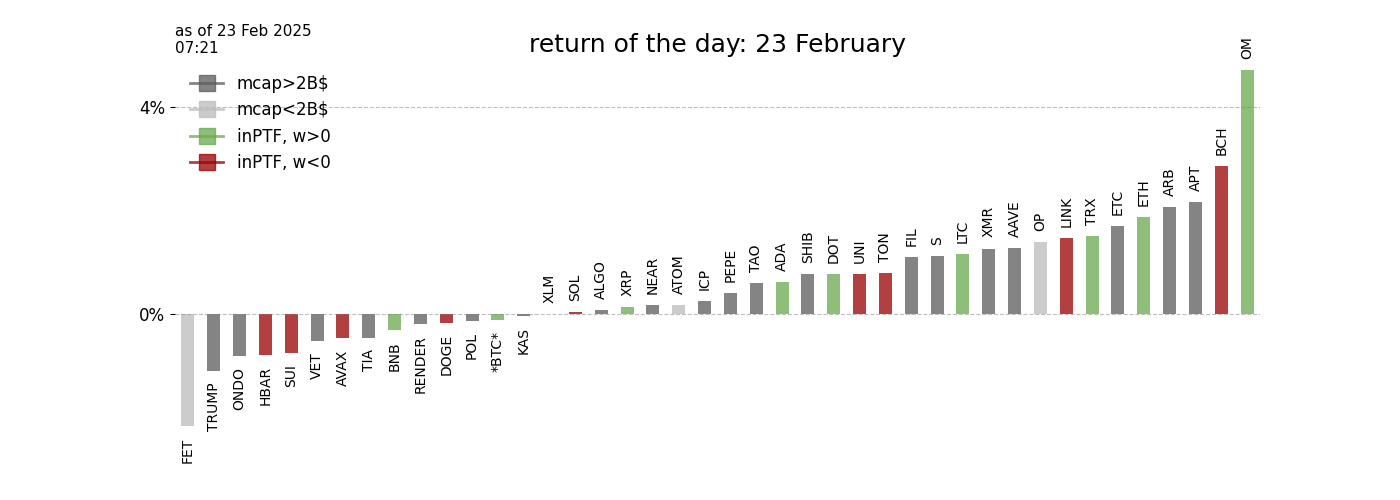 as of 23 Feb 2025
07:21
return of the day: 23 February
mcap>2B$
mcap<2B$
inPTF, w>0
inPTF, w<0
4%
0%
FET
TRUMP
ONDO
HBAR
SUI
VET
AVAX
TIA
BNB
RENDER
DOGE
POL
*BTC*
KAS
XLM
SOL
ALGO
XRP
NEAR
ATOM
ICP
PEPE
TAO
ADA
SHIB
DOT
UNI
TON
FIL
S
LTC
XMR
AAVE
OP
LINK
TRX
ETC
ETH
ARB
APT
BCH
OM